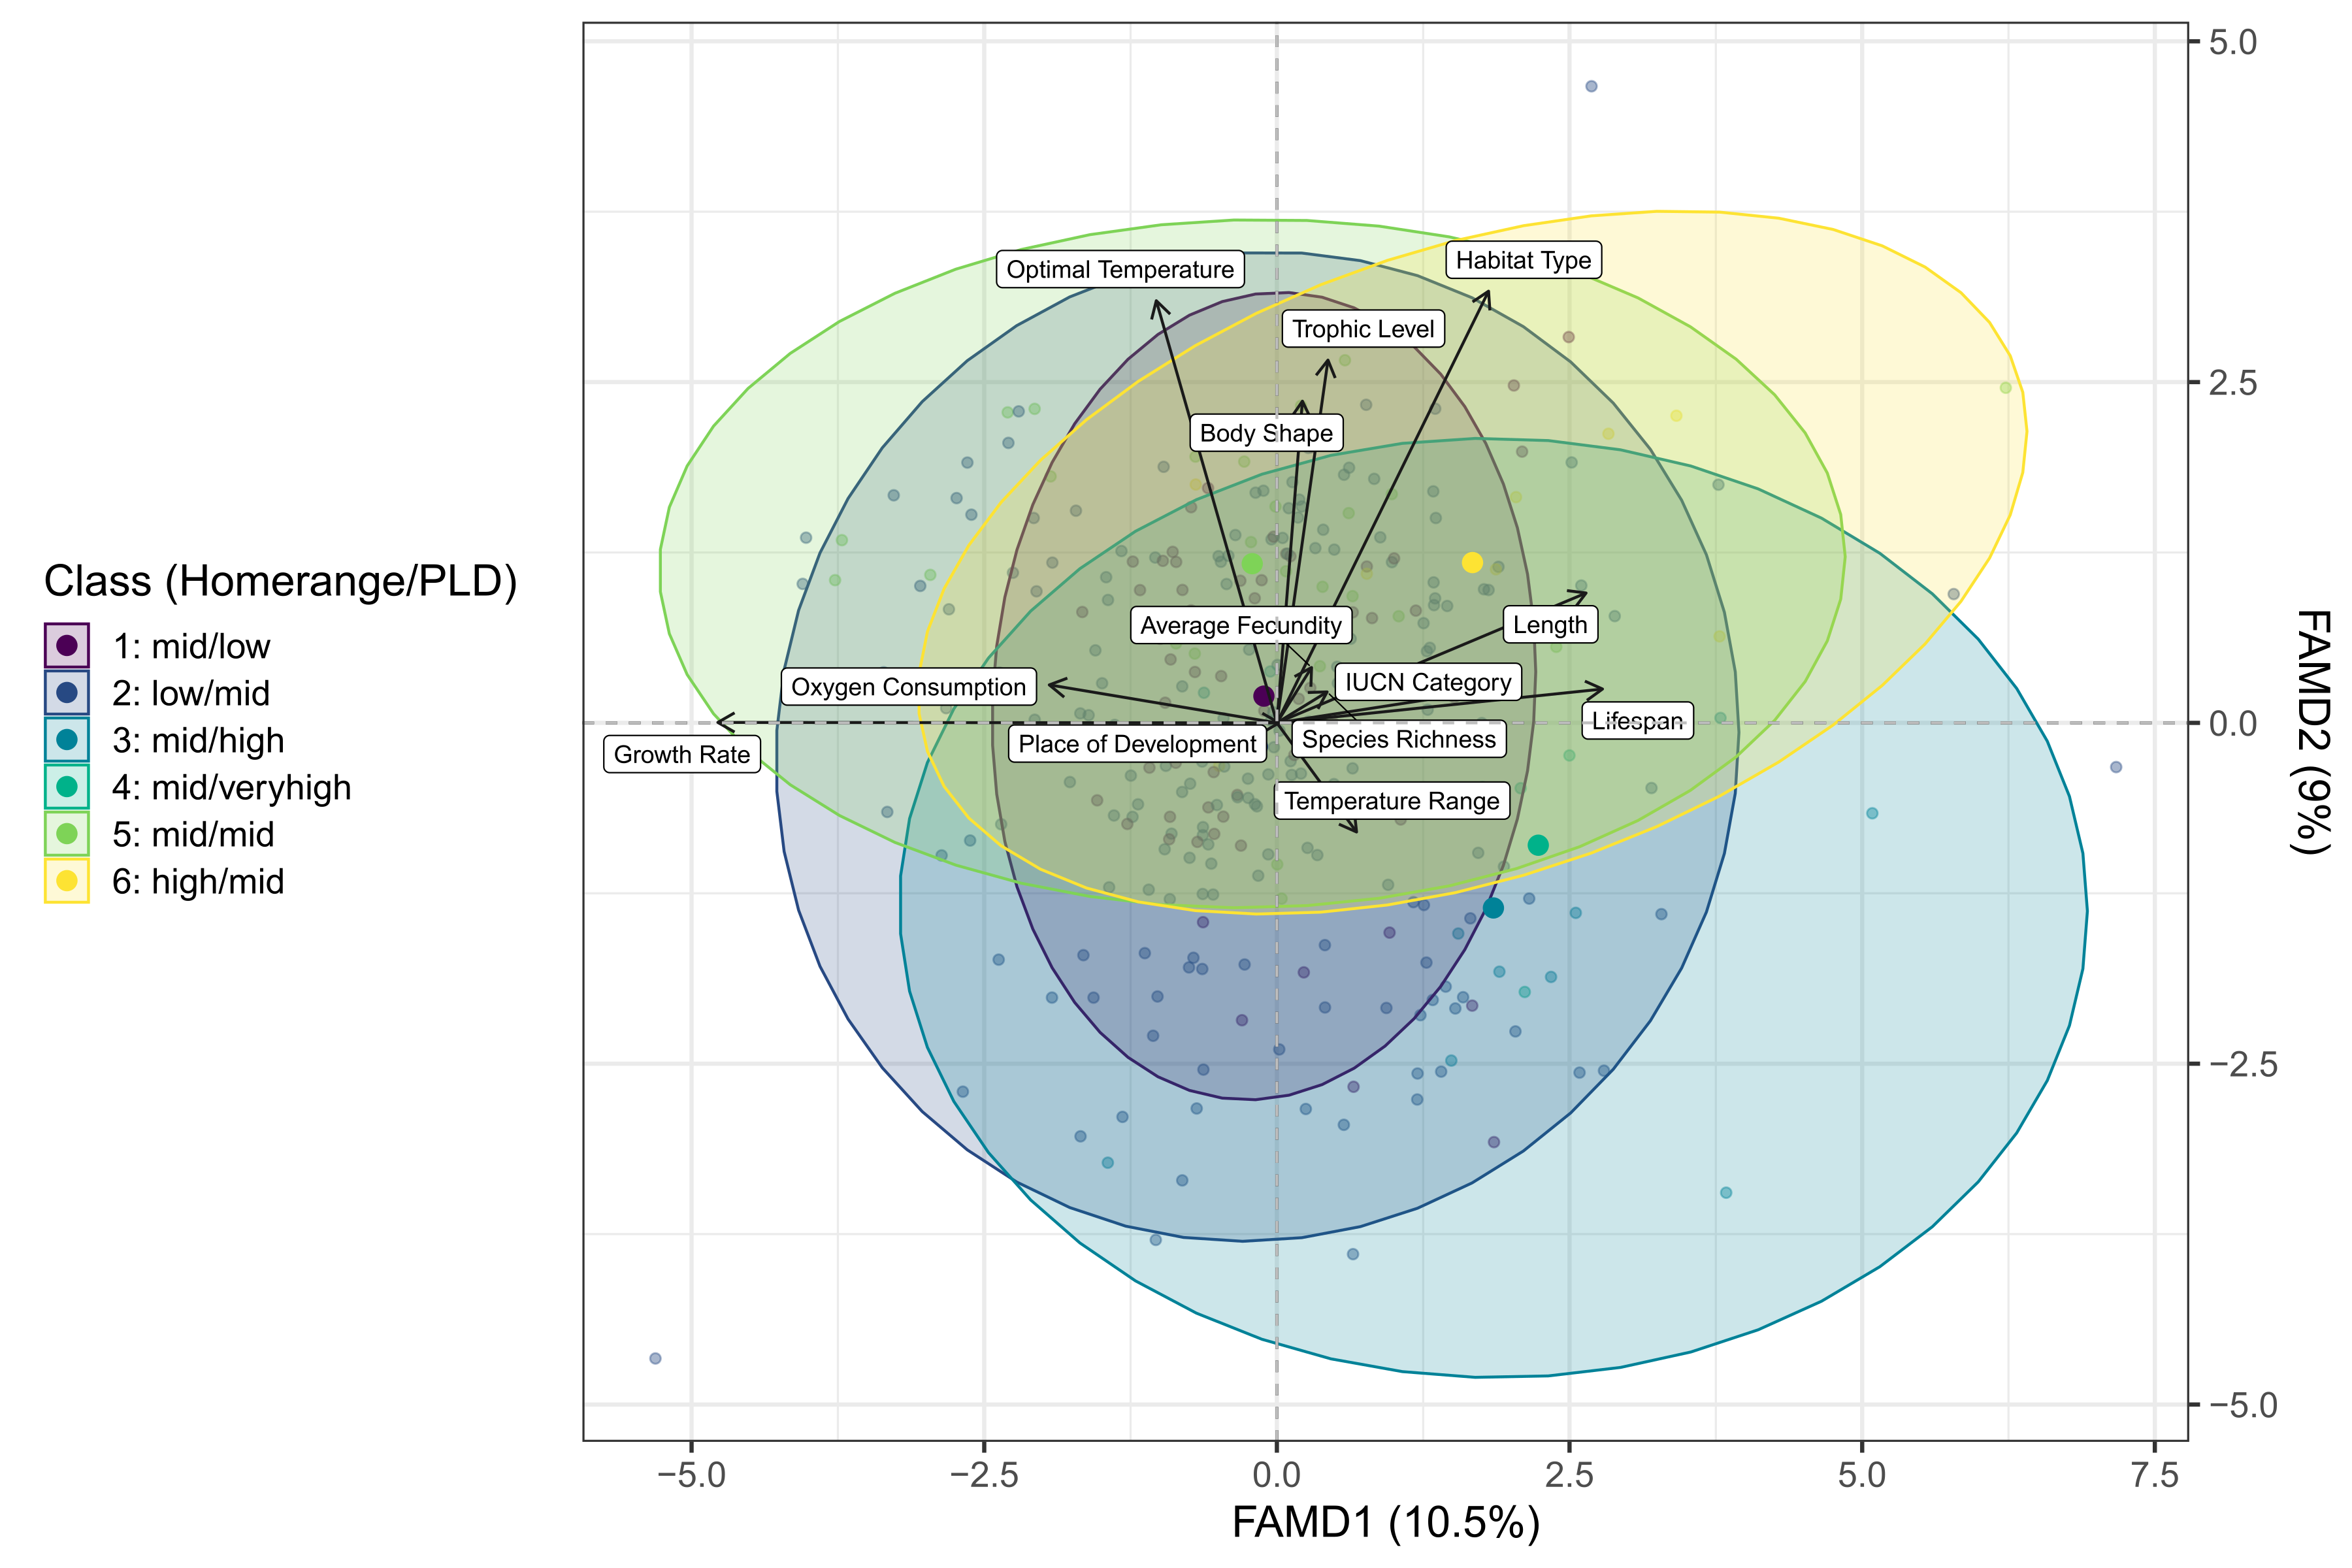 Class (Homerange/PLD)
1: mid/low
2: low/mid
3: mid/high
4: mid/veryhigh
5: mid/mid
6: high/mid
Optimal Temperature
Habitat Type
Trophic Level
Body Shape
Average Fecundity
Length
Oxygen Consumption
IUCN Category
Growth Rate
Place of Development
Species Richness
Lifespan
Temperature Range
5.0
2.5
0.0
−2.5
−5.0
FAMD2 (9%)
−5.0
−2.5
0.0
2.5
5.0
7.5
FAMD1 (10.5%)